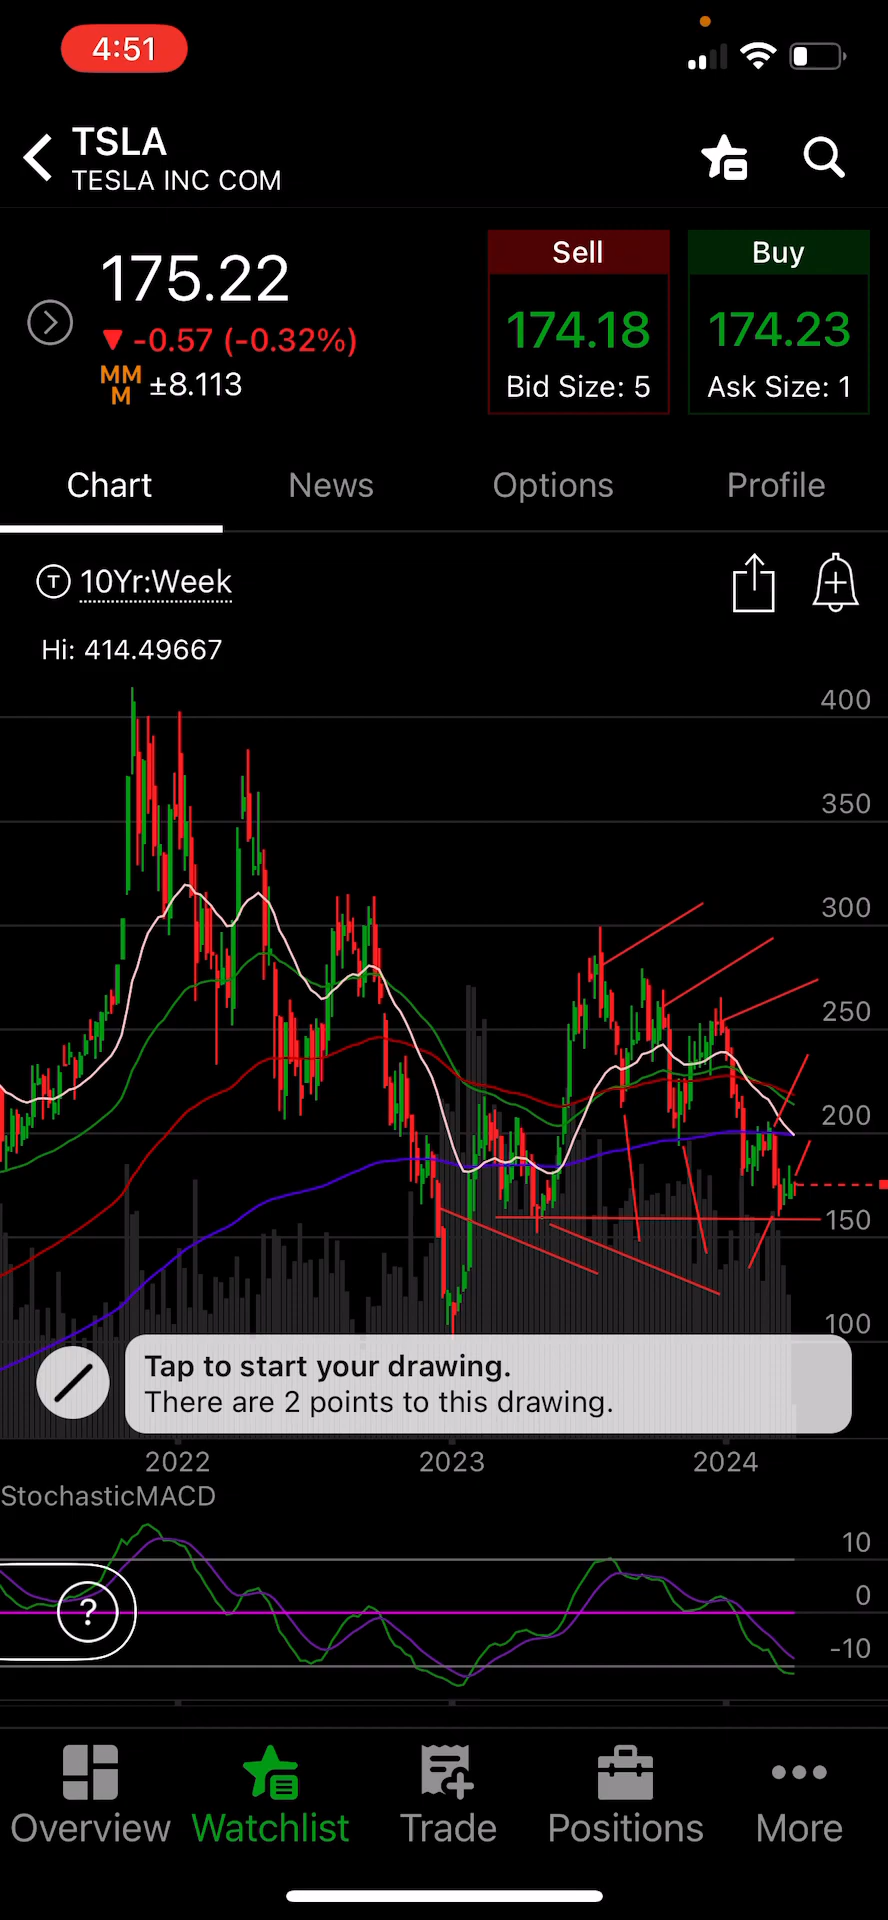 4:51
TSLA
TESLA INC COM
175.22
-0.57 (-0.32%)
MM
M
±8.113
Sell
174.18
Bid Size: 5
Buy
174.23
Ask Size: 1
Chart
News
Options
Profile
T 10Yr:Week
Hi: 414.49667
400
350
300
250
200
150
100
Tap to start your drawing.
There are 2 points to this drawing.
2022
2023
2024
StochasticMACD
10
0
-10
?
Overview
Watchlist
Trade
Positions
More